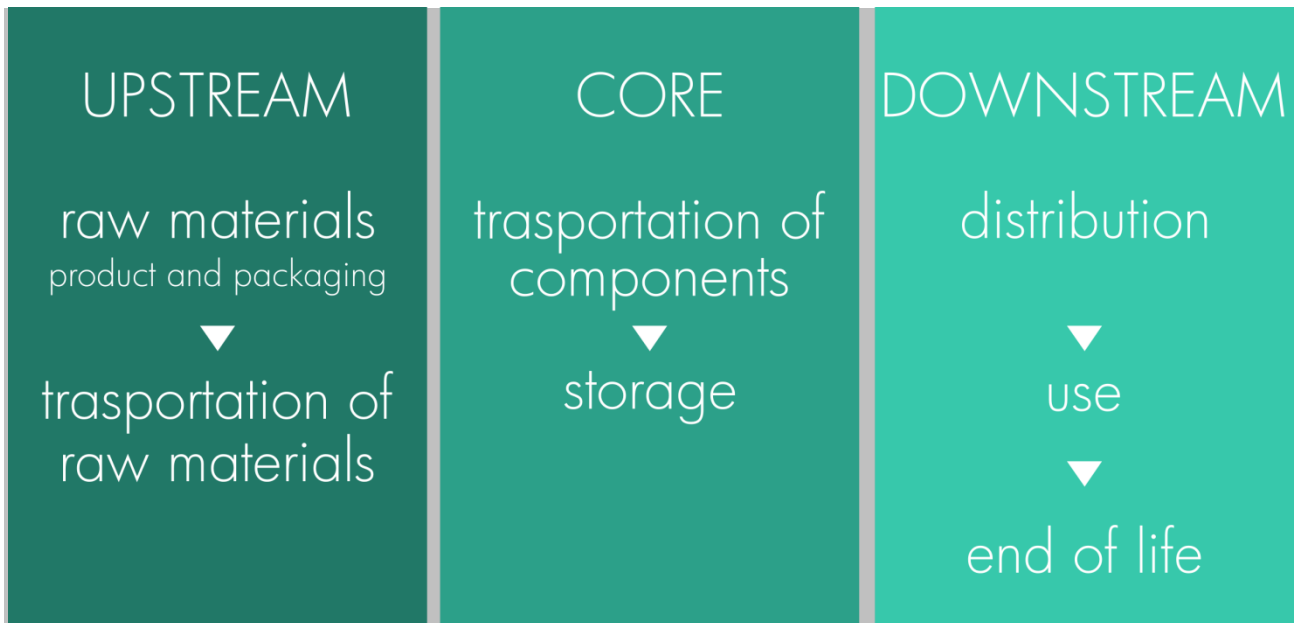 UPSTREAM
raw materials
product and packaging
trasportation of
raw materials
CORE
trasportation of
components
storage
DOWNSTREAM
distribution
use
end of life